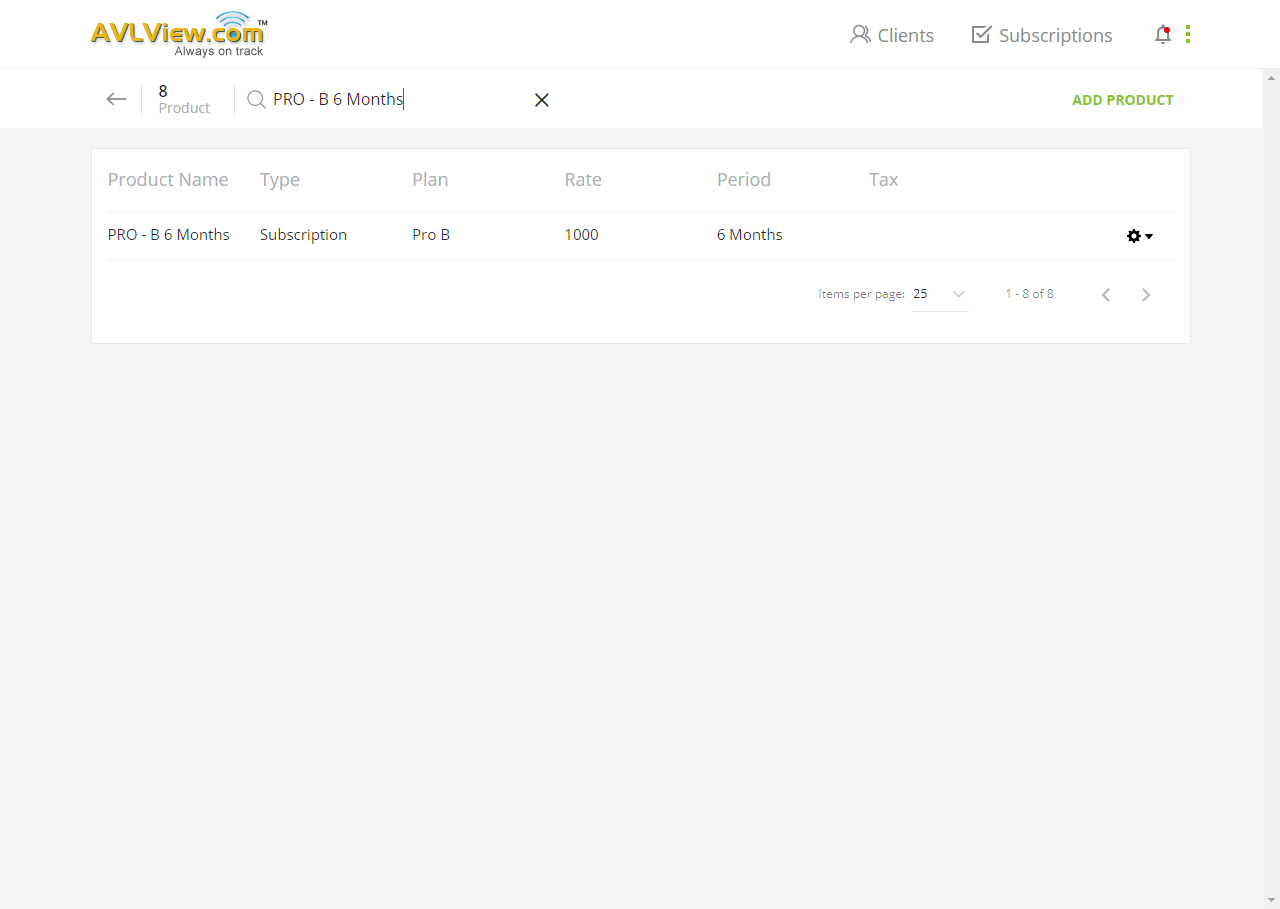 AVLView.com™
Always on track
Clients
Subscriptions
8
Product
PRO - B 6 Months
ADD PRODUCT
Product Name Type Plan Rate Period Tax
PRO - B 6 Months Subscription Pro B 1000 6 Months
Items per page: 25 1 - 8 of 8